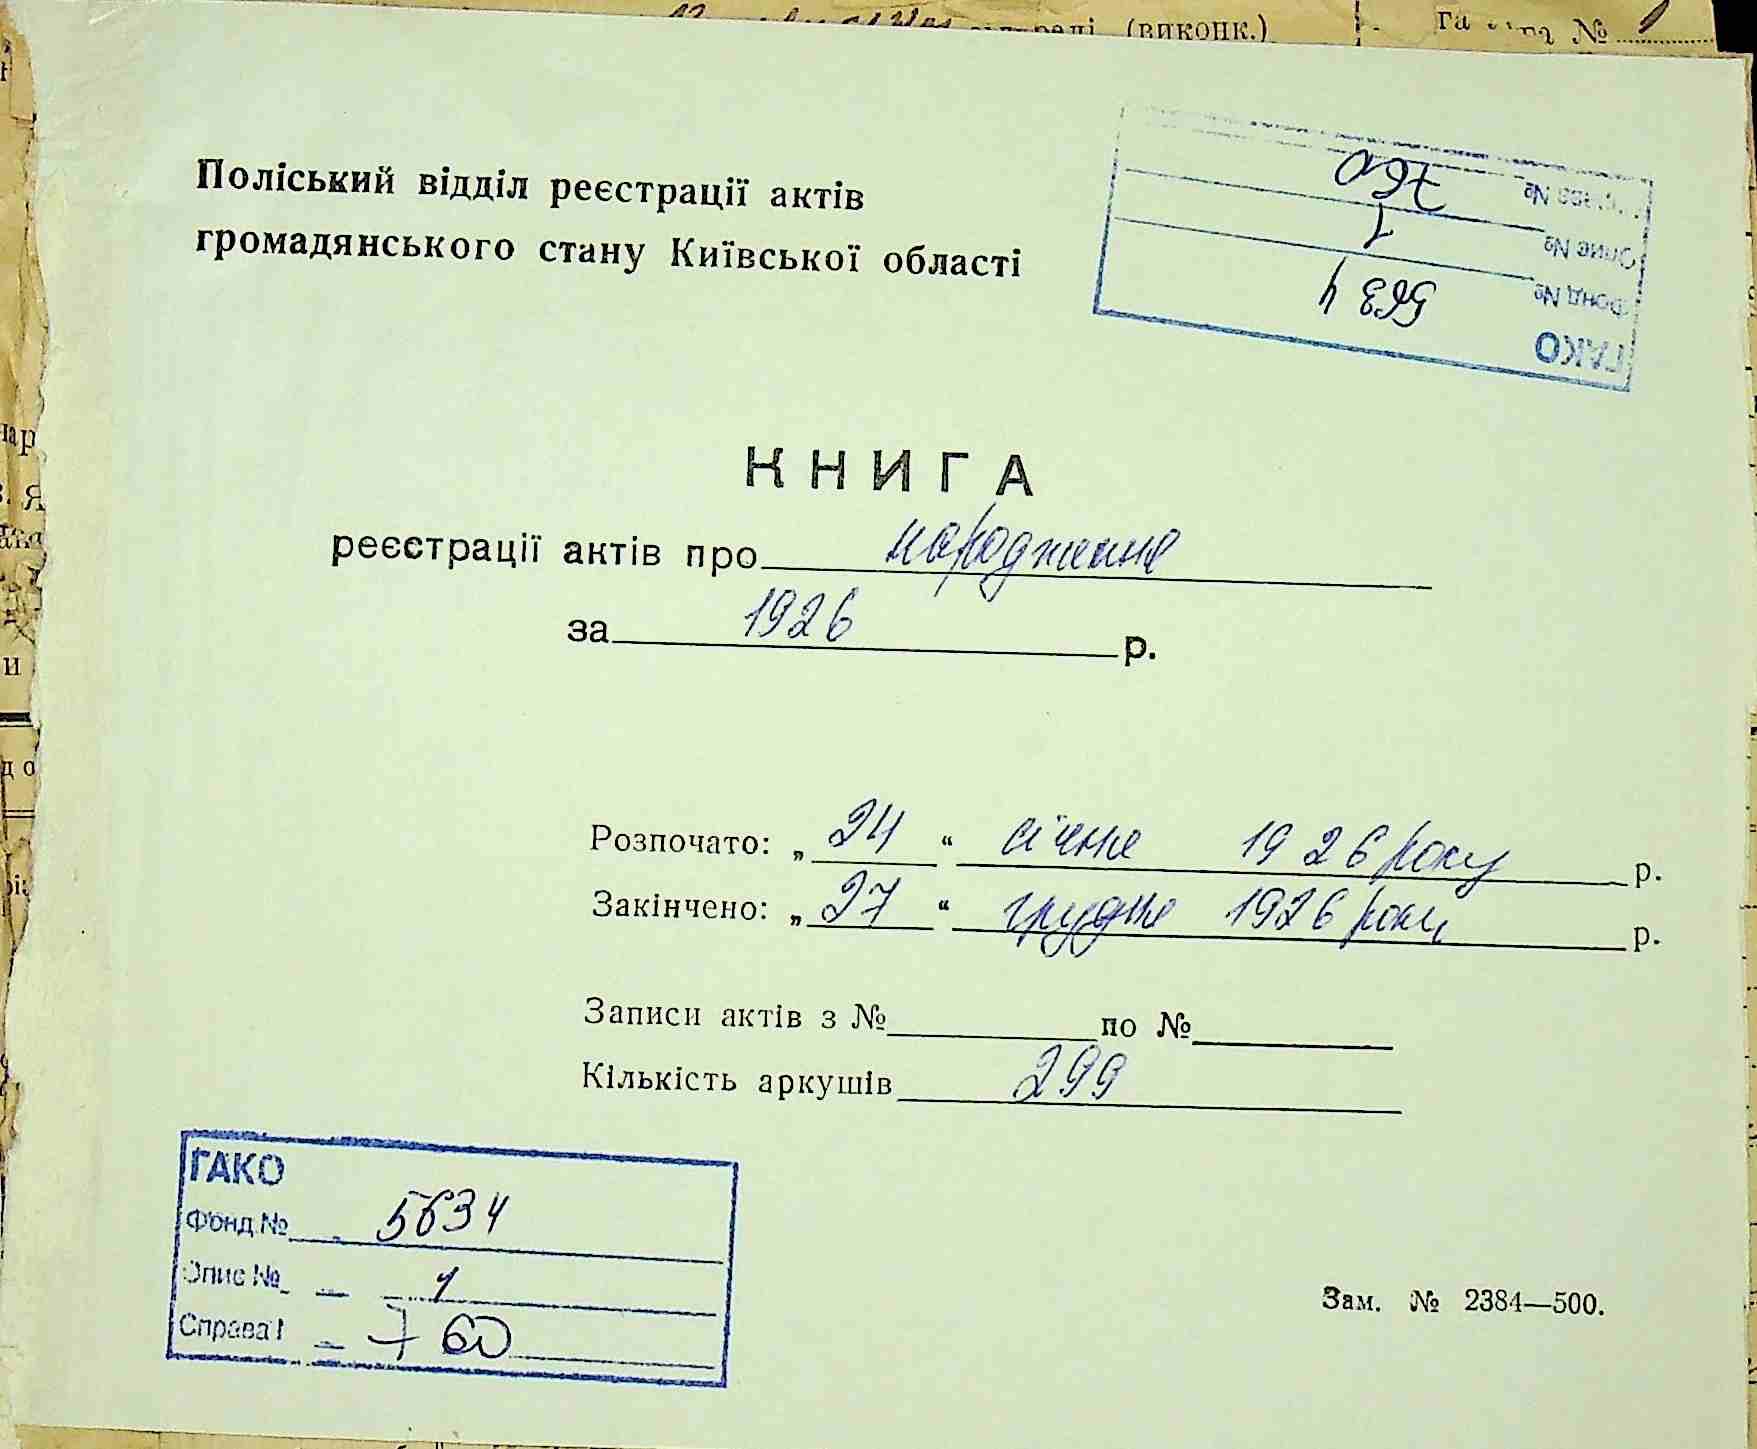 (виконк.)
№
Поліський відділ реєстрації актів
громадянського стану Київської області
ГАКО
Фонд № 5634
Опис № 1
760
КНИГА
реєстрації актів про народження
за 1926 р.
Розпочато: „24“ січня 1926 року р.
Закінчено: „27“ грудня 1926 року р.
Записи актів з № по №
Кількість аркушів 299
ГАКО
Фонд № 5634
Опис № 1
Справа 760
Зам. № 2384—500.